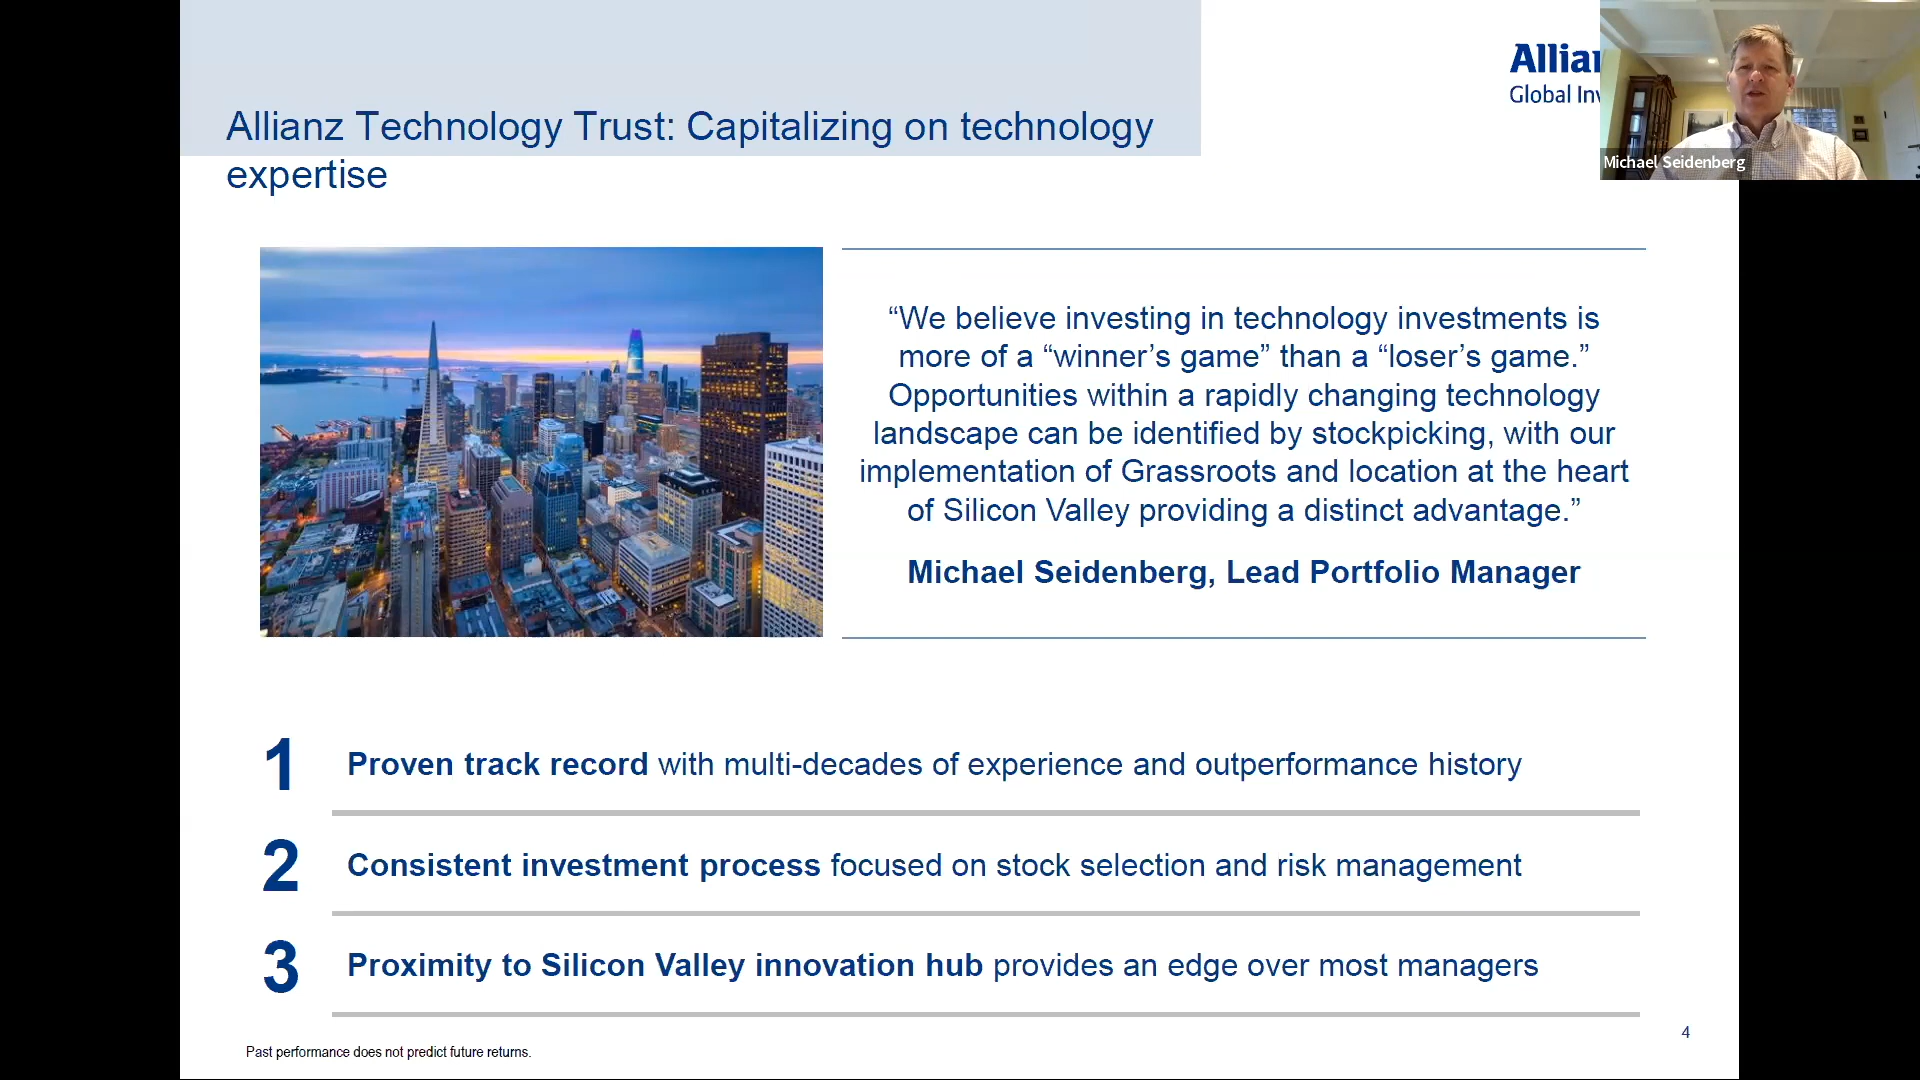 Allianz Technology Trust: Capitalizing on technology
expertise
Global
Michael Seidenberg
“We believe investing in technology investments is
more of a “winner’s game” than a “loser’s game.”
Opportunities within a rapidly changing technology
landscape can be identified by stockpicking, with our
implementation of Grassroots and location at the heart
of Silicon Valley providing a distinct advantage.”
Michael Seidenberg, Lead Portfolio Manager
1 Proven track record with multi-decades of experience and outperformance history
2 Consistent investment process focused on stock selection and risk management
3 Proximity to Silicon Valley innovation hub provides an edge over most managers
4
Past performance does not predict future returns.